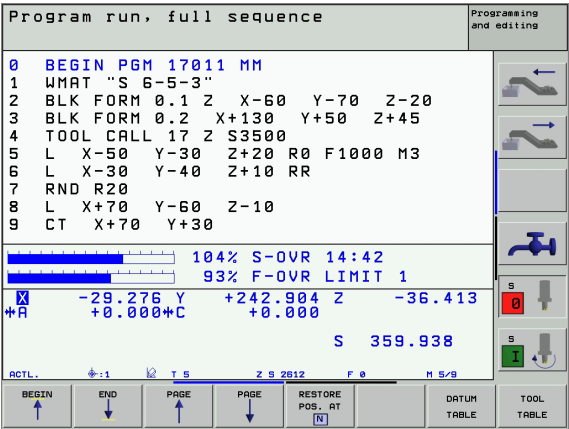 Program run, full sequence
Programming
and editing
0 BEGIN PGM 17011 MM
1 WMAT "S 6-5-3"
2 BLK FORM 0.1 Z X-60 Y-70 Z-20
3 BLK FORM 0.2 X+130 Y+50 Z+45
4 TOOL CALL 17 Z S3500
5 L X-50 Y-30 Z+20 R0 F1000 M3
6 L X-30 Y-40 Z+10 RR
7 RND R20
8 L X+70 Y-60 Z-10
9 CT X+70 Y+30
104% S-OVR 14:42
93% F-OVR LIMIT 1
X -29.276 Y +242.904 Z -36.413
A +0.000 C +0.000
S 359.938
ACTL. :1 T 5 Z S 2612 F 0 M 5/9
S
0
S
I
BEGIN
END
PAGE
PAGE
RESTORE
POS. AT
N
DATUM
TABLE
TOOL
TABLE